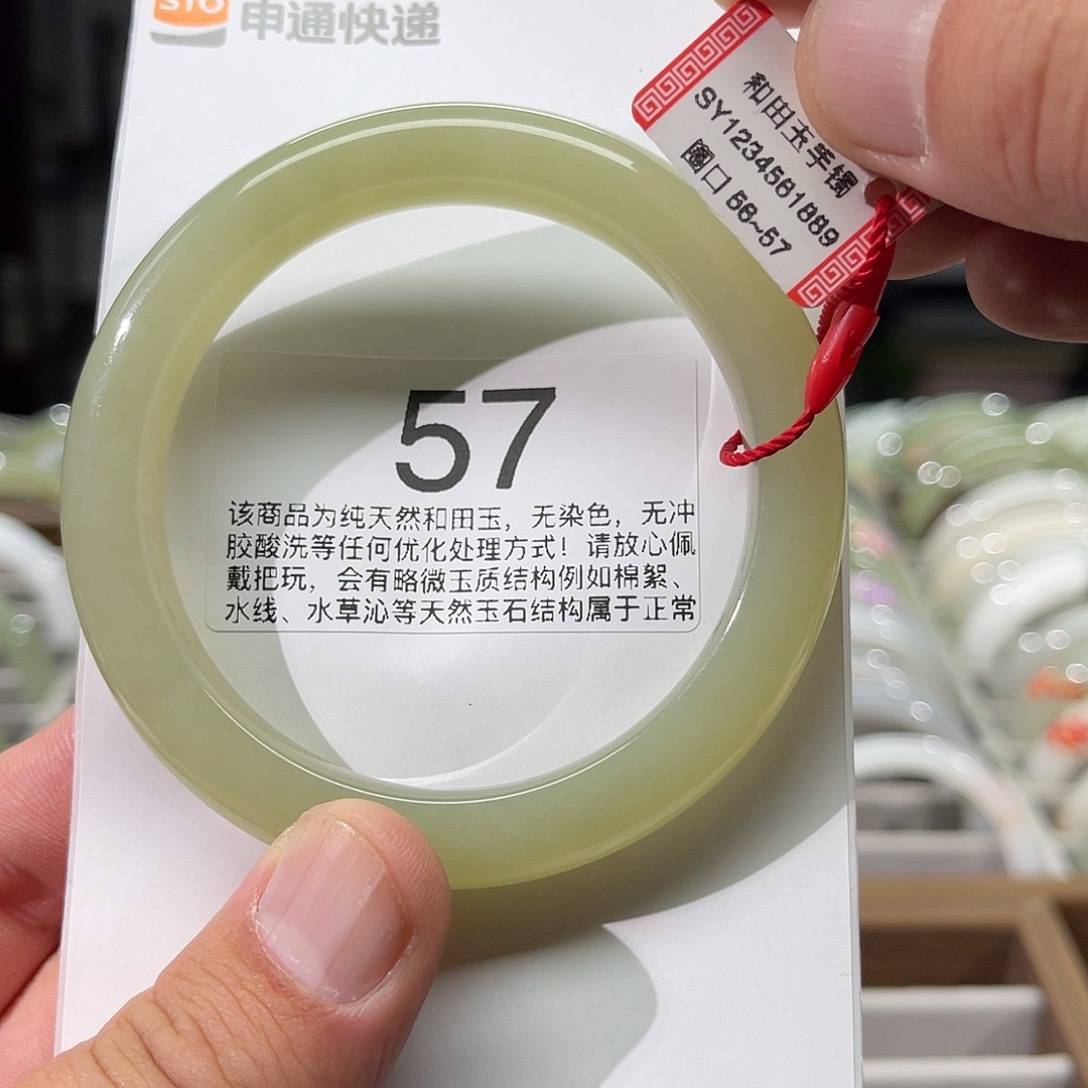 STO
申通快递
和田玉手镯
SY1234561889
圈口 56~57
57
该商品为纯天然和田玉，无染色，无冲
胶酸洗等任何优化处理方式！请放心佩
戴把玩，会有略微玉质结构例如棉絮、
水线、水草沁等天然玉石结构属于正常